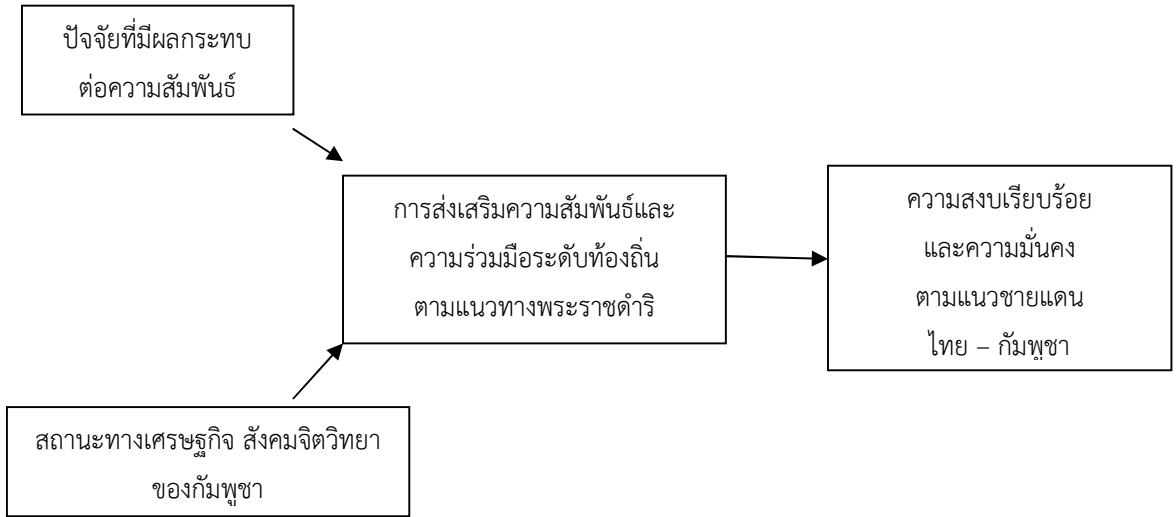 ปัจจัยที่มีผลกระทบ
ต่อความสัมพันธ์
การส่งเสริมความสัมพันธ์และ
ความร่วมมือระดับท้องถิ่น
ตามแนวทางพระราชดำริ
ความสงบเรียบร้อย
และความมั่นคง
ตามแนวชายแดน
ไทย – กัมพูชา
สถานะทางเศรษฐกิจ สังคมจิตวิทยา
ของกัมพูชา